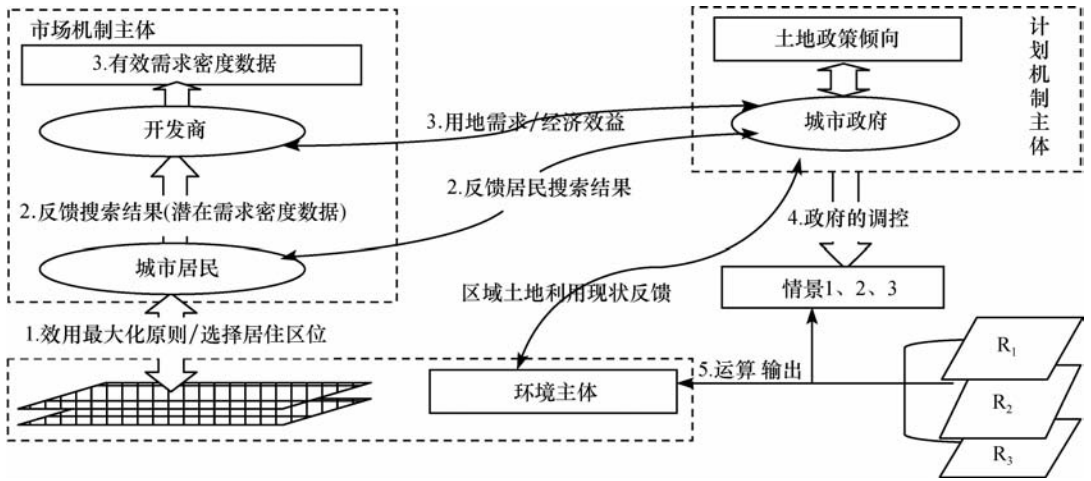 市场机制主体
3.有效需求密度数据
开发商
2.反馈搜索结果(潜在需求密度数据)
城市居民
1.效用最大化原则/选择居住区位
3.用地需求/经济效益
2.反馈居民搜索结果
区域土地利用现状反馈
土地政策倾向
城市政府
计划机制主体
4.政府的调控
情景1、2、3
环境主体
5.运算 输出
R1
R2
R3